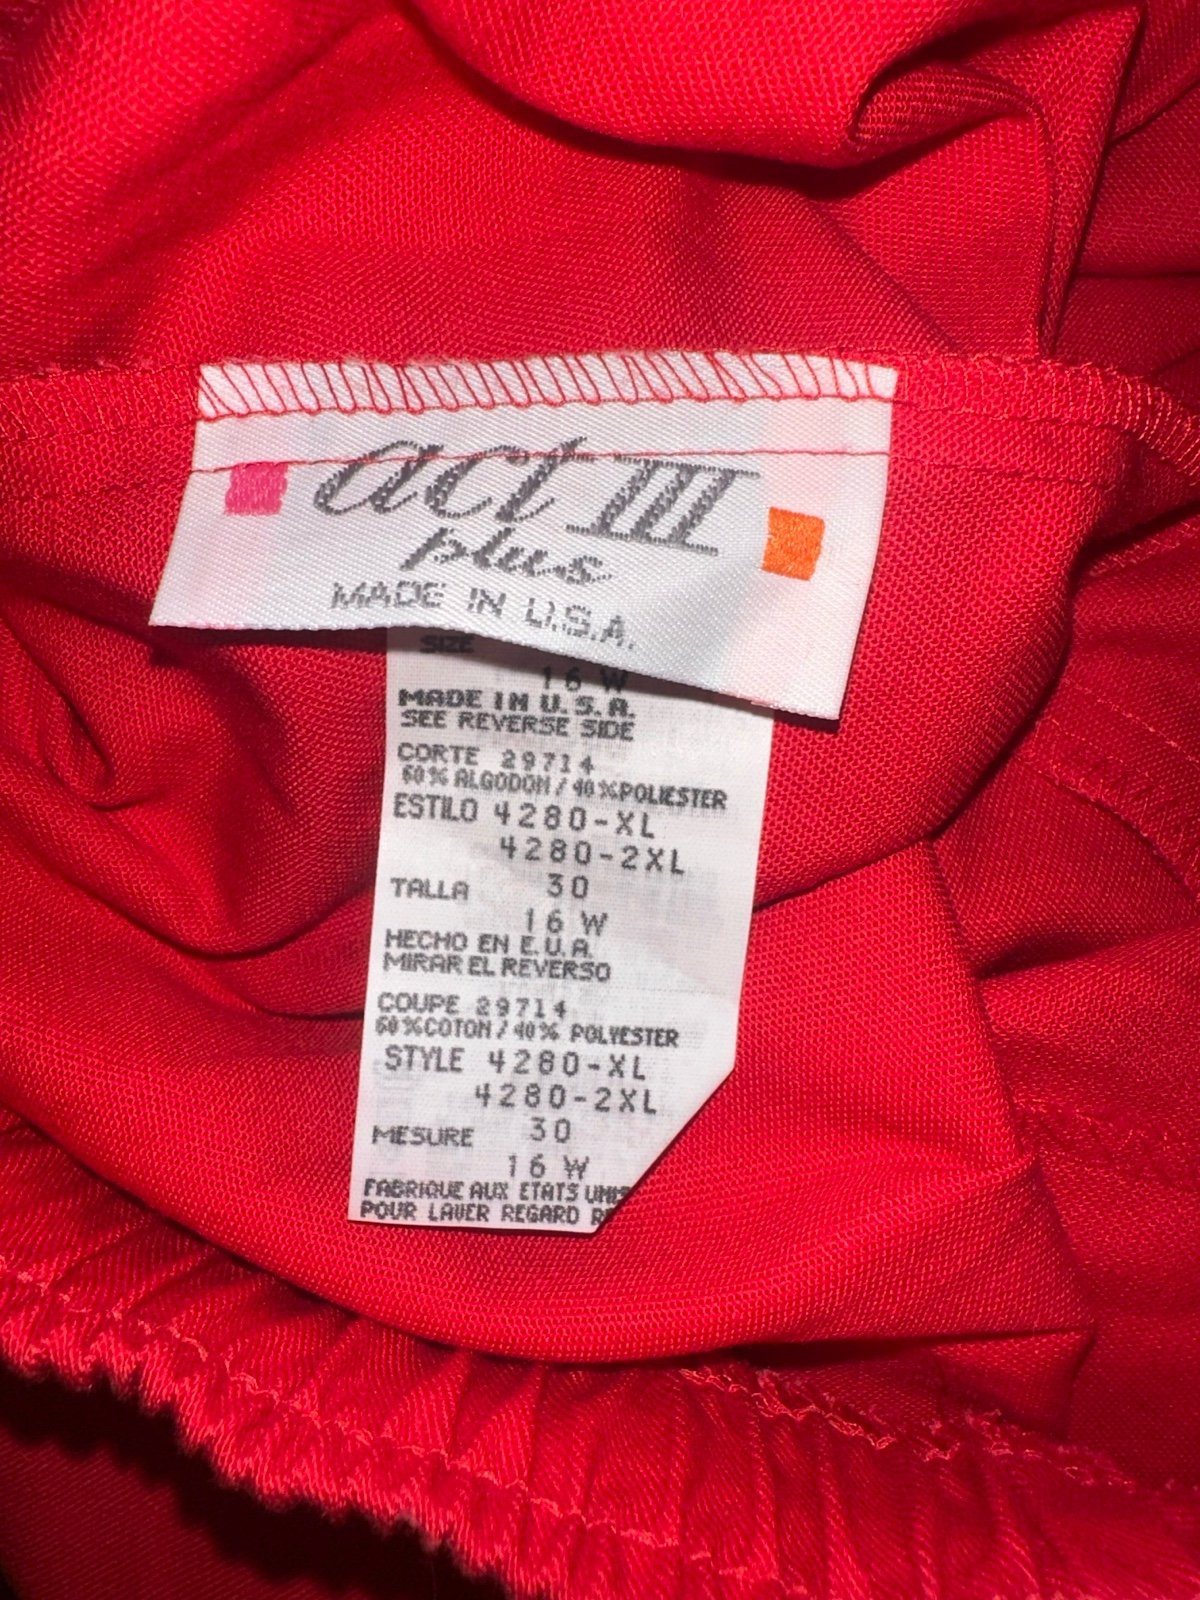 act III
plus
MADE IN U.S.A.
SIZE
16 W
MADE IN U.S.A.
SEE REVERSE SIDE
CORTE 29714
60% ALGODON / 40% POLIESTER
ESTILO 4280-XL
4280-2XL
TALLA 30
16 W
HECHO EN E.U.A.
MIRAR EL REVERSO
COUPE 29714
60% COTON / 40% POLYESTER
STYLE 4280-XL
4280-2XL
MESURE 30
16 W
FABRIQUE AUX ETATS UNIS
POUR LAVER REGARD